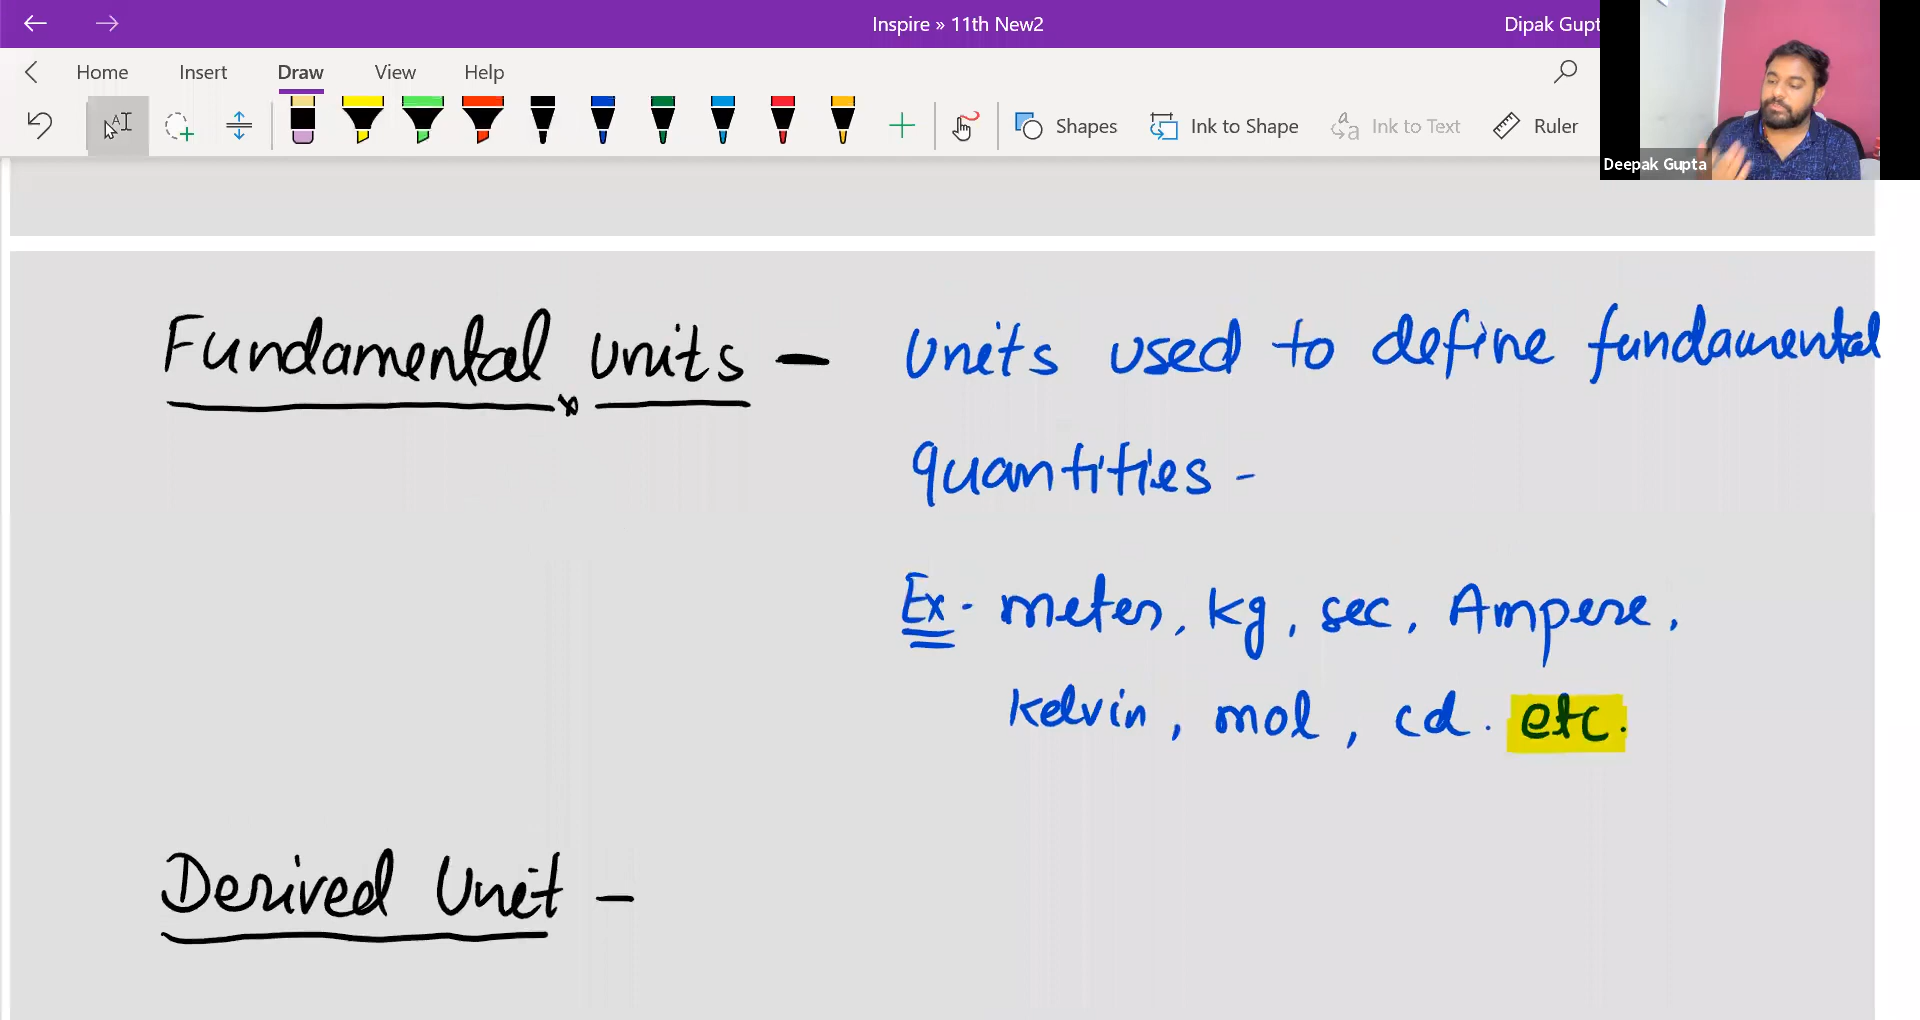 Inspire » 11th New2
Dipak Gupt
Home Insert Draw View Help
Shapes Ink to Shape Ink to Text Ruler
Deepak Gupta
Fundamental Units - Units used to define fundamental
quantities -
Ex - meter, kg, sec, Ampere,
Kelvin, mol, cd. etc.
Derived Unit -